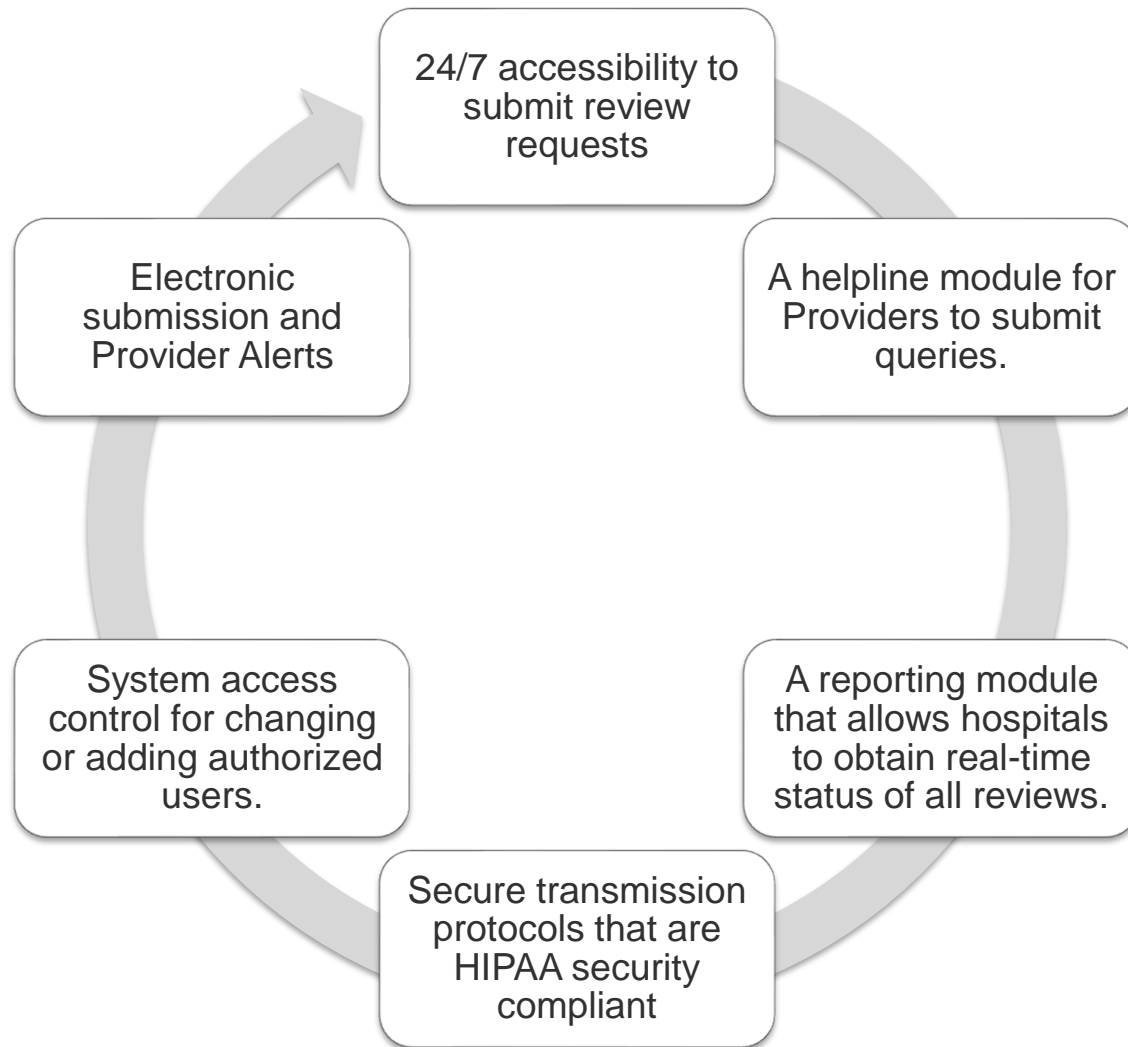 24/7 accessibility to
submit review
requests
A helpline module for
Providers to submit
queries.
A reporting module
that allows hospitals
to obtain real-time
status of all reviews.
Secure transmission
protocols that are
HIPAA security
compliant
System access
control for changing
or adding authorized
users.
Electronic
submission and
Provider Alerts